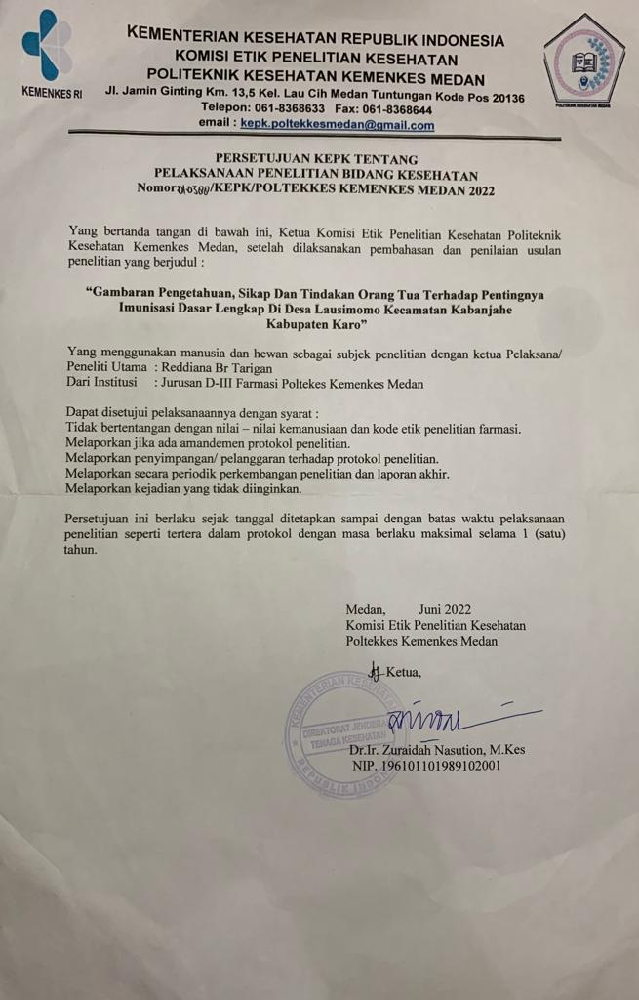 KEMENKES RI
KEMENTERIAN KESEHATAN REPUBLIK INDONESIA
KOMISI ETIK PENELITIAN KESEHATAN
POLITEKNIK KESEHATAN KEMENKES MEDAN
Jl. Jamin Ginting Km. 13,5 Kel. Lau Cih Medan Tuntungan Kode Pos 20136
Telepon: 061-8368633 Fax: 061-8368644
email : kepk.poltekkesmedan@gmail.com
POLITEKNIK KESEHATAN MEDAN
PERSETUJUAN KEPK TENTANG
PELAKSANAAN PENELITIAN BIDANG KESEHATAN
Nomor: /KEPK/POLTEKKES KEMENKES MEDAN 2022
Yang bertanda tangan di bawah ini, Ketua Komisi Etik Penelitian Kesehatan Politeknik
Kesehatan Kemenkes Medan, setelah dilaksanakan pembahasan dan penilaian usulan
penelitian yang berjudul :
“Gambaran Pengetahuan, Sikap Dan Tindakan Orang Tua Terhadap Pentingnya
Imunisasi Dasar Lengkap Di Desa Lausimomo Kecamatan Kabanjahe
Kabupaten Karo”
Yang menggunakan manusia dan hewan sebagai subjek penelitian dengan ketua Pelaksana/
Peneliti Utama : Reddiana Br Tarigan
Dari Institusi : Jurusan D-III Farmasi Poltekes Kemenkes Medan
Dapat disetujui pelaksanaannya dengan syarat :
Tidak bertentangan dengan nilai – nilai kemanusiaan dan kode etik penelitian farmasi.
Melaporkan jika ada amandemen protokol penelitian.
Melaporkan penyimpangan/ pelanggaran terhadap protokol penelitian.
Melaporkan secara periodik perkembangan penelitian dan laporan akhir.
Melaporkan kejadian yang tidak diinginkan.
Persetujuan ini berlaku sejak tanggal ditetapkan sampai dengan batas waktu pelaksanaan
penelitian seperti tertera dalam protokol dengan masa berlaku maksimal selama 1 (satu)
tahun.
Medan, Juni 2022
Komisi Etik Penelitian Kesehatan
Poltekkes Kemenkes Medan
Ketua,
KEMENTERIAN KESEHATAN
DIREKTORAT JENDERAL
TENAGA KESEHATAN
REPUBLIK INDONESIA
Dr.Ir. Zuraidah Nasution, M.Kes
NIP. 196101101989102001